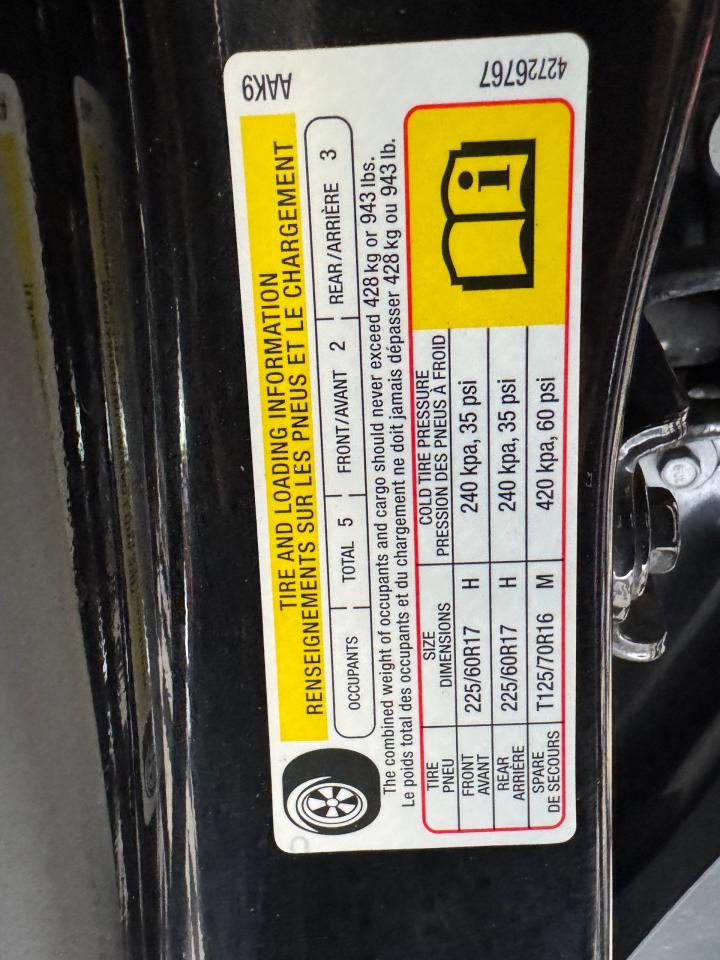 AAK9
42726767
TIRE AND LOADING INFORMATION
RENSEIGNEMENTS SUR LES PNEUS ET LE CHARGEMENT
OCCUPANTS TOTAL 5 FRONT/AVANT 2 REAR/ARRIÈRE 3
The combined weight of occupants and cargo should never exceed 428 kg or 943 lbs.
Le poids total des occupants et du chargement ne doit jamais dépasser 428 kg ou 943 lb.
TIRE SIZE COLD TIRE PRESSURE
PNEU DIMENSIONS PRESSION DES PNEUS À FROID
FRONT
AVANT 225/60R17 H 240 kpa, 35 psi
REAR
ARRIÈRE 225/60R17 H 240 kpa, 35 psi
SPARE
DE SECOURS T125/70R16 M 420 kpa, 60 psi